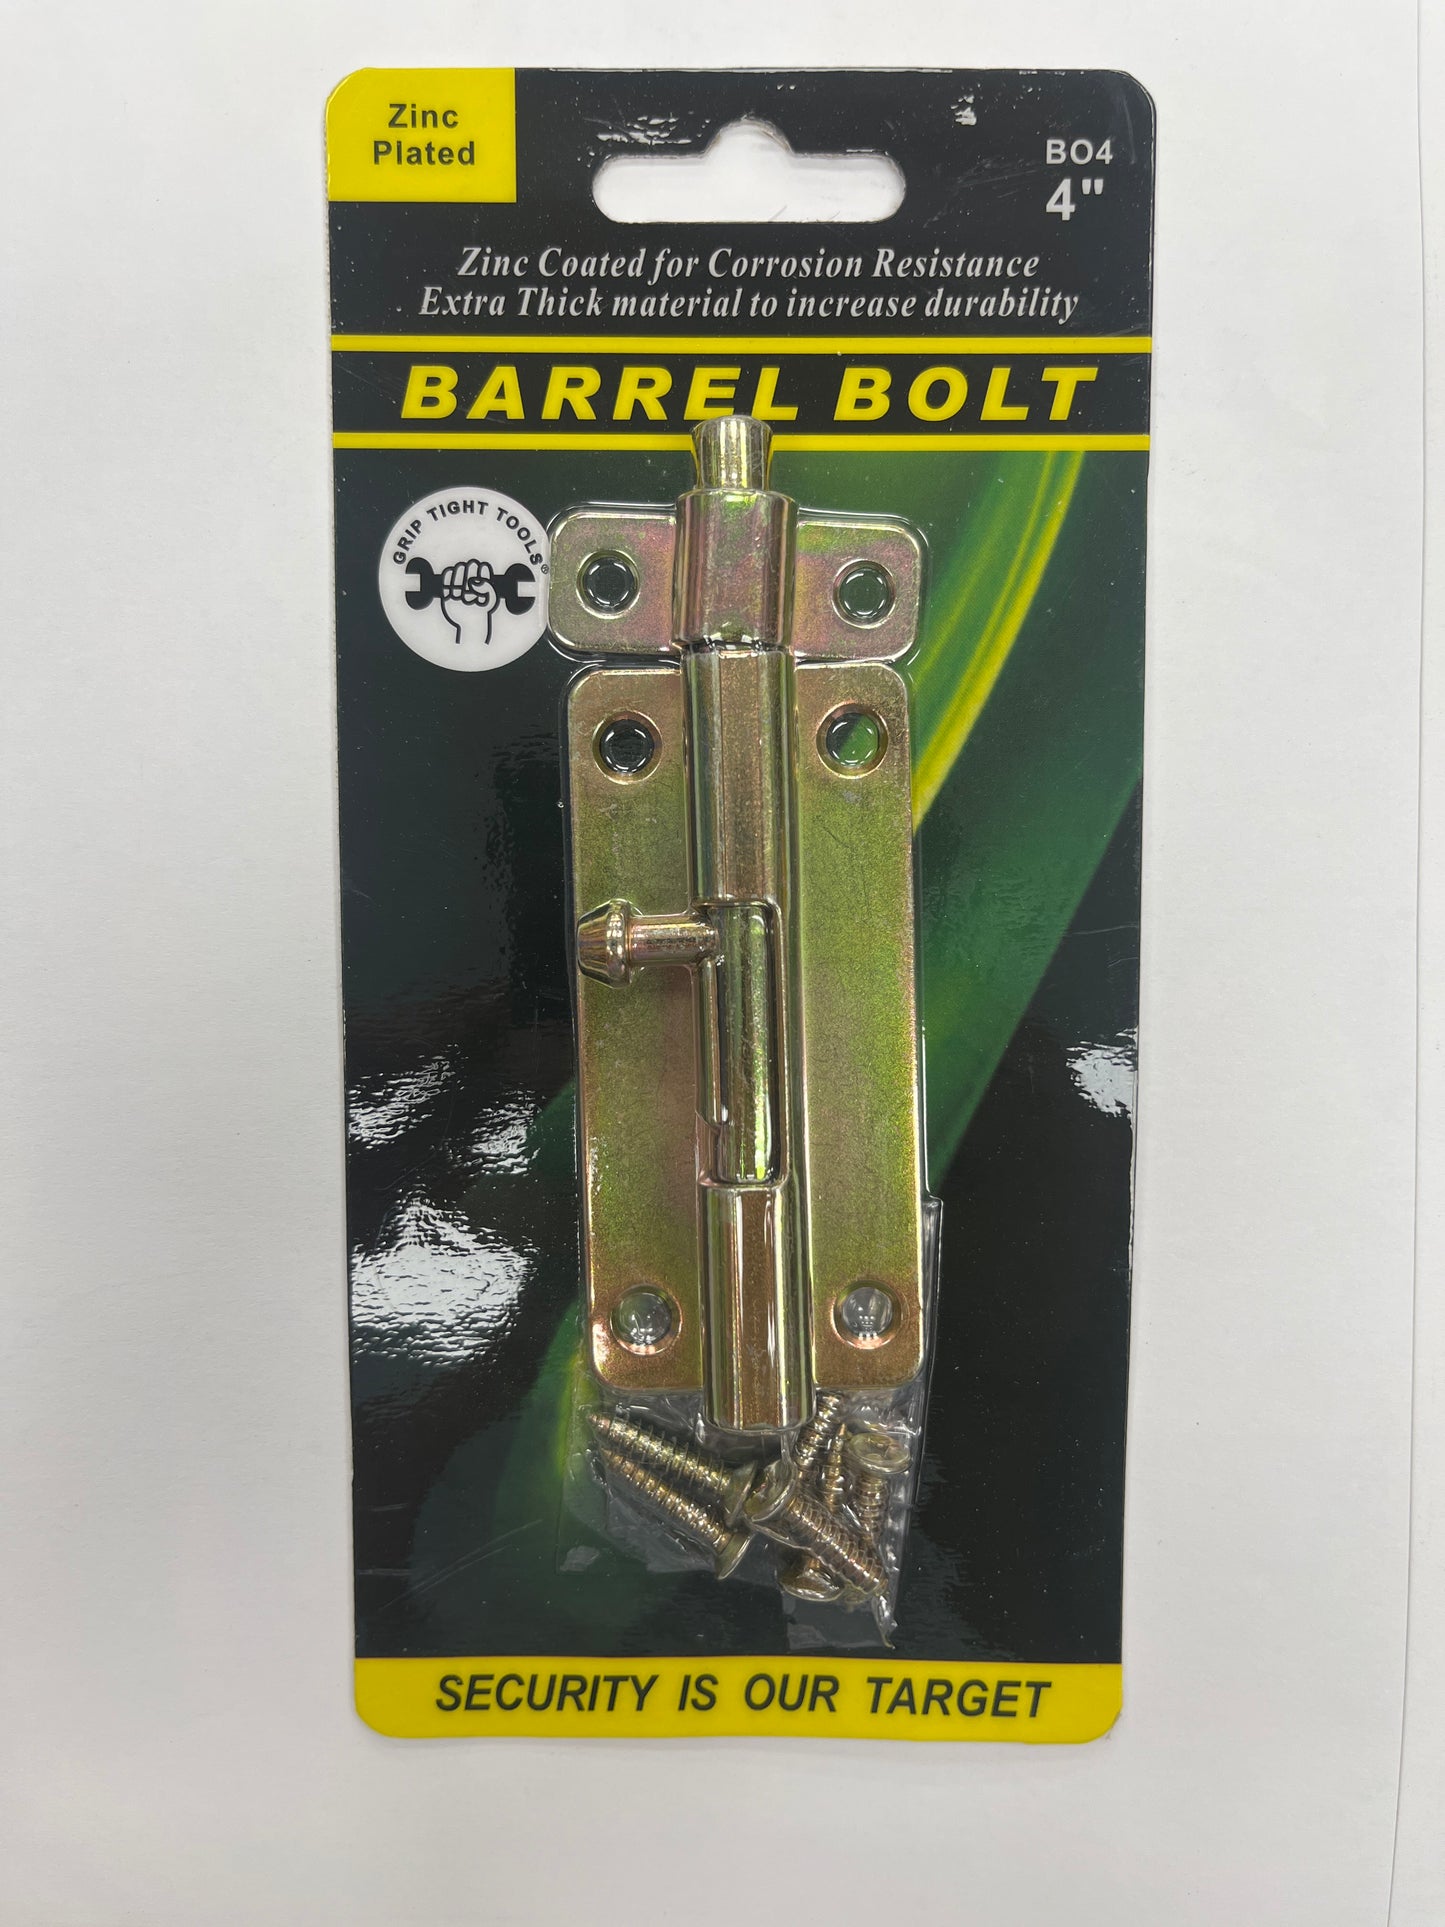 Zinc
Plated
BO4
4"
Zinc Coated for Corrosion Resistance
Extra Thick material to increase durability
BARREL BOLT
GRIP TIGHT TOOLS®
SECURITY IS OUR TARGET